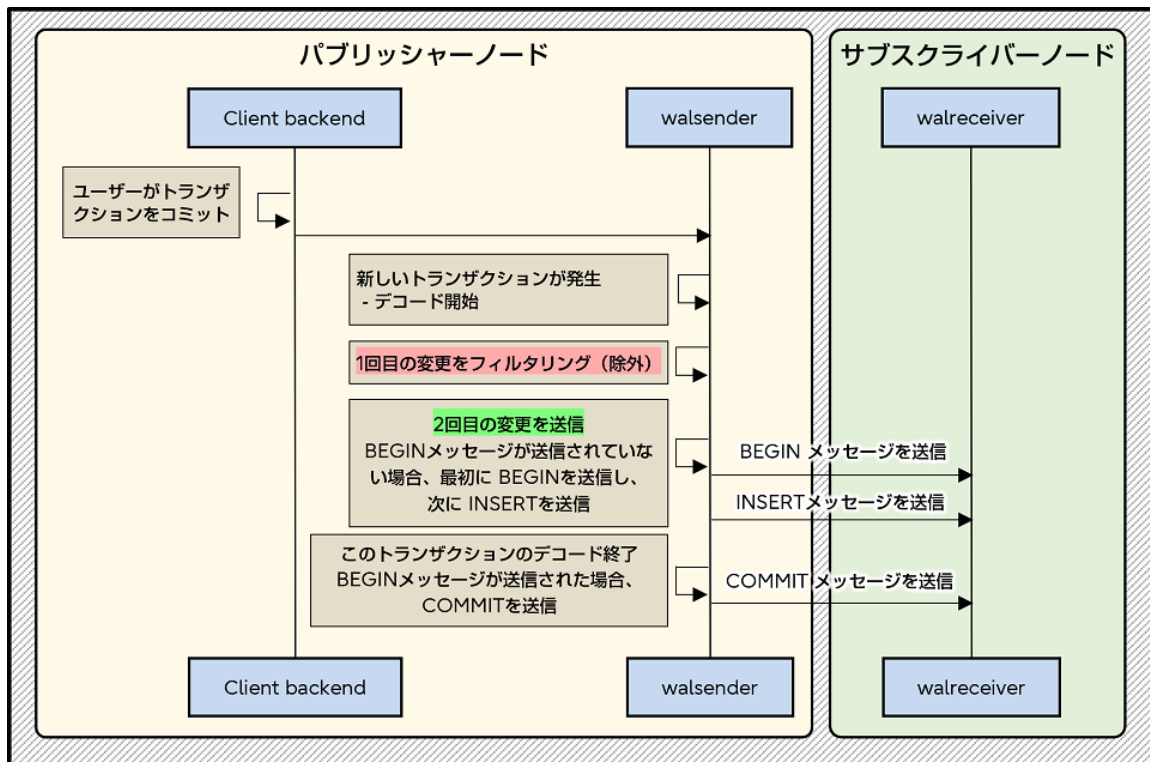 パブリッシャーノード
サブスクライバーノード
Client backend
walsender
walreceiver
ユーザーがトランザ
クションをコミット
新しいトランザクションが発生
- デコード開始
1回目の変更をフィルタリング（除外）
2回目の変更を送信
BEGINメッセージが送信されていな
い場合、最初に BEGINを送信し、
次に INSERTを送信
BEGIN メッセージを送信
INSERTメッセージを送信
このトランザクションのデコード終了
BEGINメッセージが送信された場合、
COMMITを送信
COMMIT メッセージを送信
Client backend
walsender
walreceiver